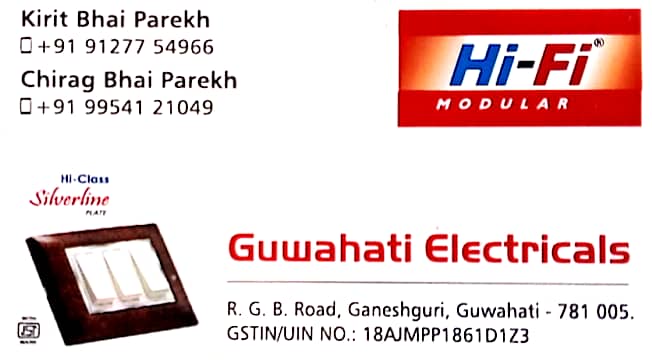 Kirit Bhai Parekh
+91 91277 54966
Chirag Bhai Parekh
+91 99541 21049
Hi-Fi®
MODULAR
Hi-Class
Silverline
PLATE
Guwahati Electricals
R. G. B. Road, Ganeshguri, Guwahati - 781 005.
GSTIN/UIN NO.: 18AJMPP1861D1Z3